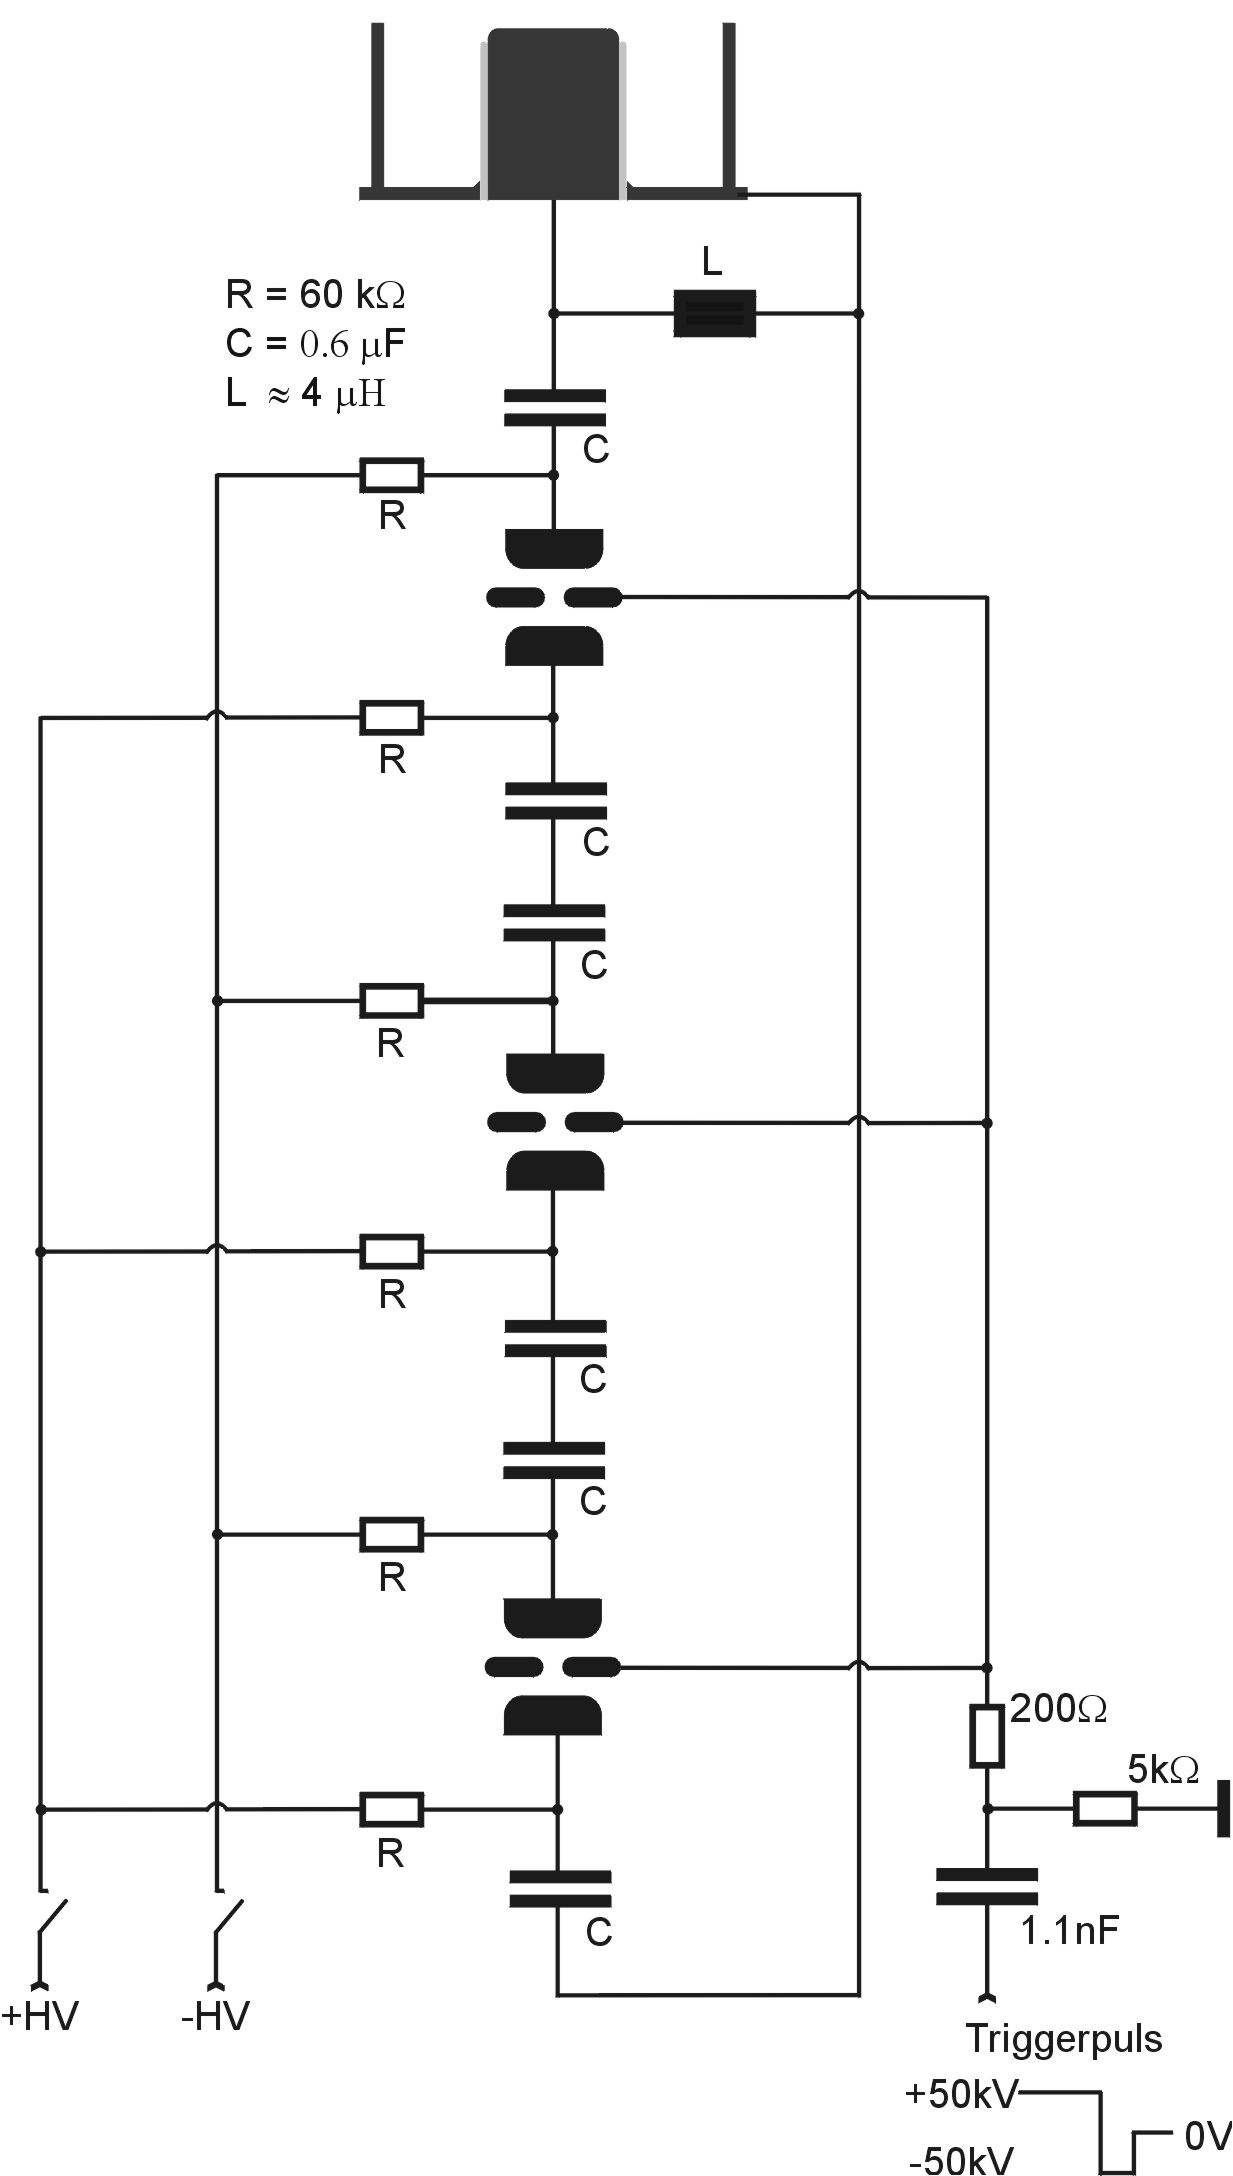 L
R = 60 kΩ
C = 0.6 μF
L ≈ 4 μH
C
R
R
C
C
R
R
C
C
R
200Ω
5kΩ
R
C
1.1nF
+HV
-HV
Triggerpuls
+50kV
0V
-50kV